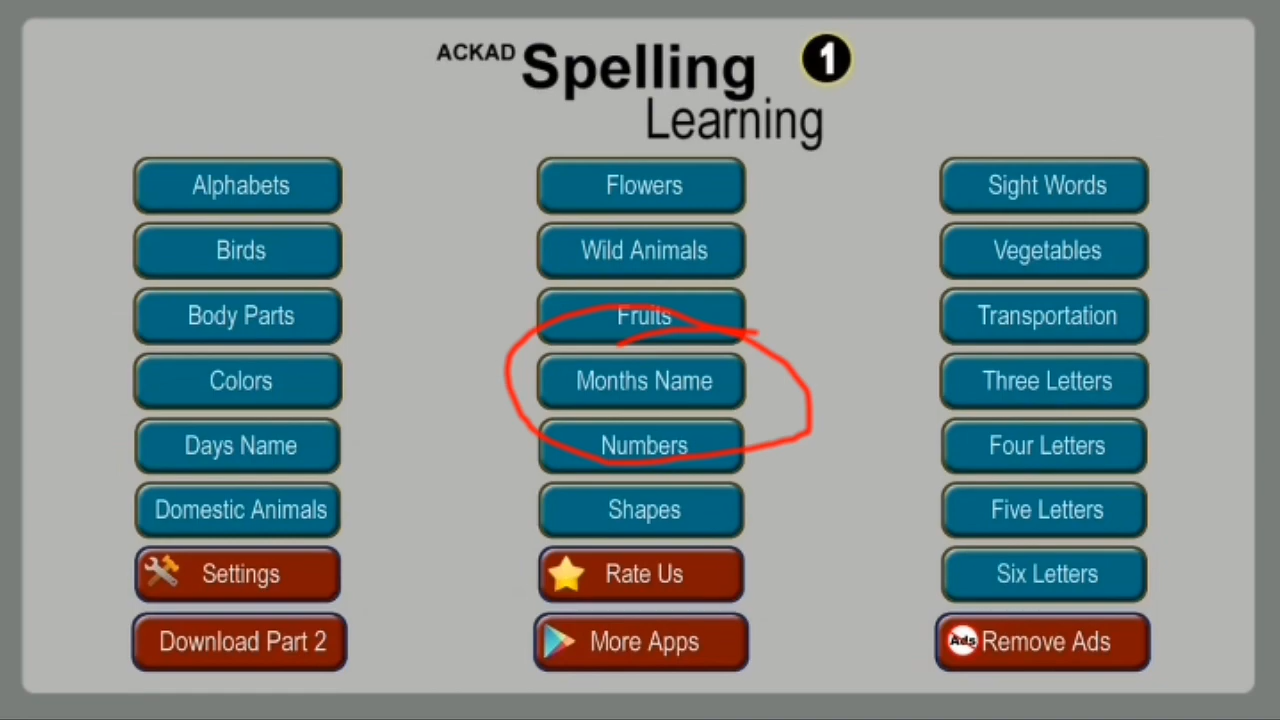 ACKAD Spelling 1
Learning
Alphabets
Birds
Body Parts
Colors
Days Name
Domestic Animals
Settings
Download Part 2
Flowers
Wild Animals
Fruits
Months Name
Numbers
Shapes
Rate Us
More Apps
Sight Words
Vegetables
Transportation
Three Letters
Four Letters
Five Letters
Six Letters
Ads Remove Ads